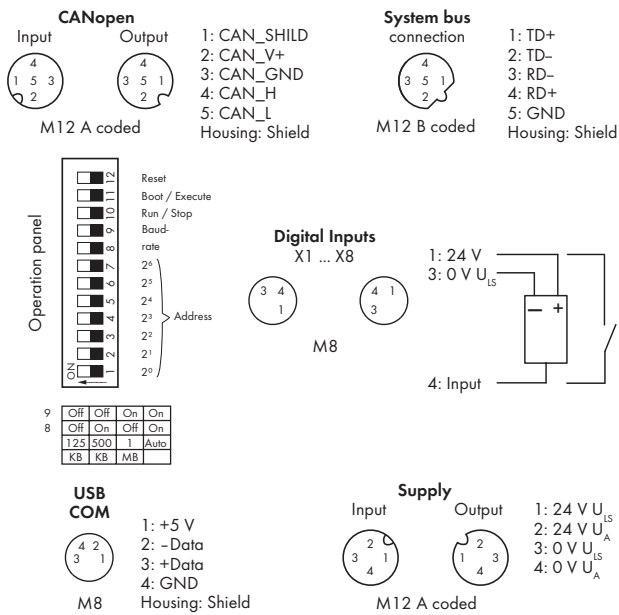 CANopen
Input Output
4
1 5 3
2
4
3 5 1
2
M12 A coded
1: CAN_SHILD
2: CAN_V+
3: CAN_GND
4: CAN_H
5: CAN_L
Housing: Shield
System bus
connection
4
3 5 1
2
M12 B coded
1: TD+
2: TD–
3: RD–
4: RD+
5: GND
Housing: Shield
Operation panel
12 Reset
11 Boot / Execute
10 Run / Stop
9 Baud-
8 rate
7 2⁶
6 2⁵
5 2⁴
4 2³ Address
3 2²
2 2¹
1 2⁰
ON
9 Off Off On On
8 Off On Off On
125 500 1 Auto
KB KB MB
Digital Inputs
X1 ... X8
3 4
1
4 1
3
M8
1: 24 V
3: 0 V U_LS
– +
4: Input
USB
COM
4 2
3 1
M8
1: +5 V
2: –Data
3: +Data
4: GND
Housing: Shield
Supply
Input Output
2
3 1
4
2
1 3
4
M12 A coded
1: 24 V U_LS
2: 24 V U_A
3: 0 V U_LS
4: 0 V U_A